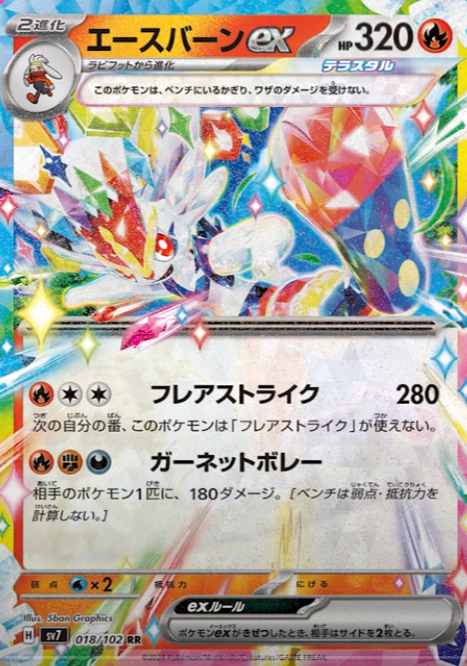 2進化 エースバーンex HP320
ラビフットから進化 テラスタル
このポケモンは、ベンチにいるかぎり、ワザのダメージを受けない。
フレアストライク 280
次の自分の番、このポケモンは「フレアストライク」が使えない。
ガーネットボレー
相手のポケモン1匹に、180ダメージ。[ベンチは弱点・抵抗力を
計算しない。]
弱点 ×2 抵抗力 にげる
Illus. 5ban Graphics
exルール
H sv7 018/102 RR
ポケモンexがきぜつしたとき、相手はサイドを2枚とる。
©2024 Pokémon/Nintendo/Creatures/GAME FREAK